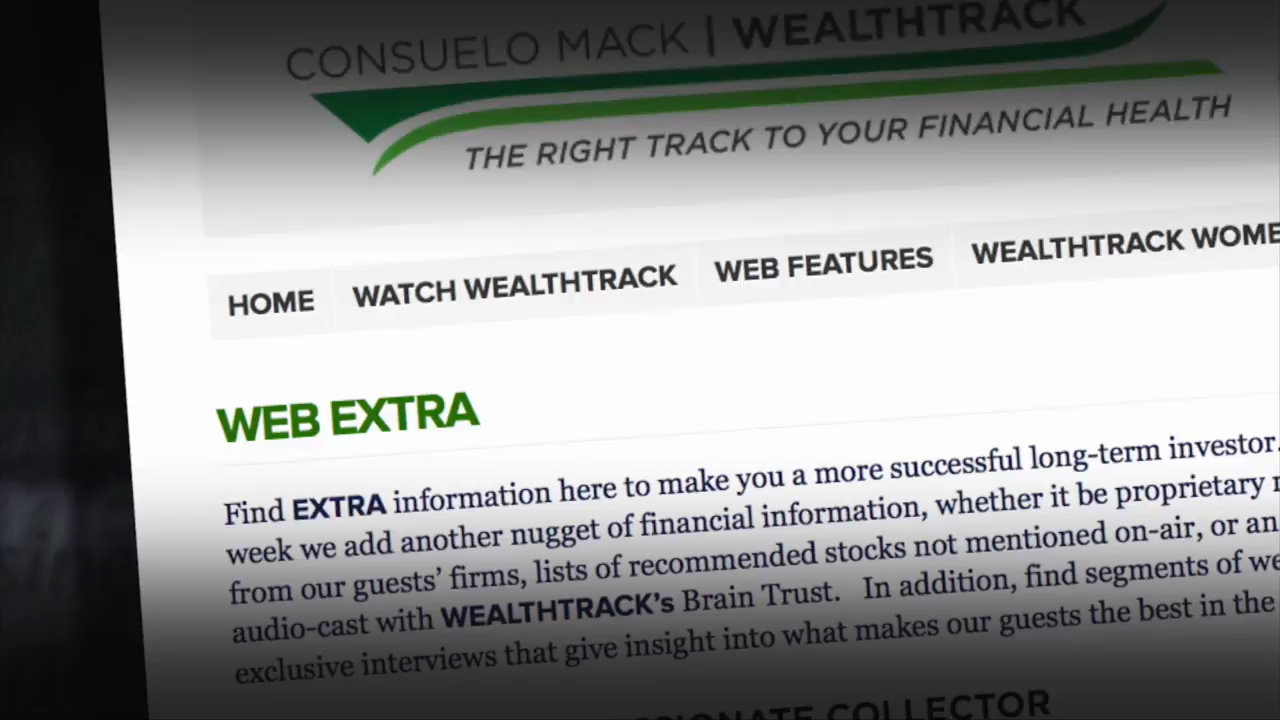 CONSUELO MACK | WEALTHTRACK
THE RIGHT TRACK TO YOUR FINANCIAL HEALTH
HOME WATCH WEALTHTRACK WEB FEATURES WEALTHTRACK
WEB EXTRA
Find EXTRA information here to make you a more successful long-term investor.
week we add another nugget of financial information, whether it be proprietary
from our guests' firms, lists of recommended stocks not mentioned on-air, or an
audio-cast with WEALTHTRACK's Brain Trust. In addition, find segments of
exclusive interviews that give insight into what makes our guests the best in the
COLLECTOR